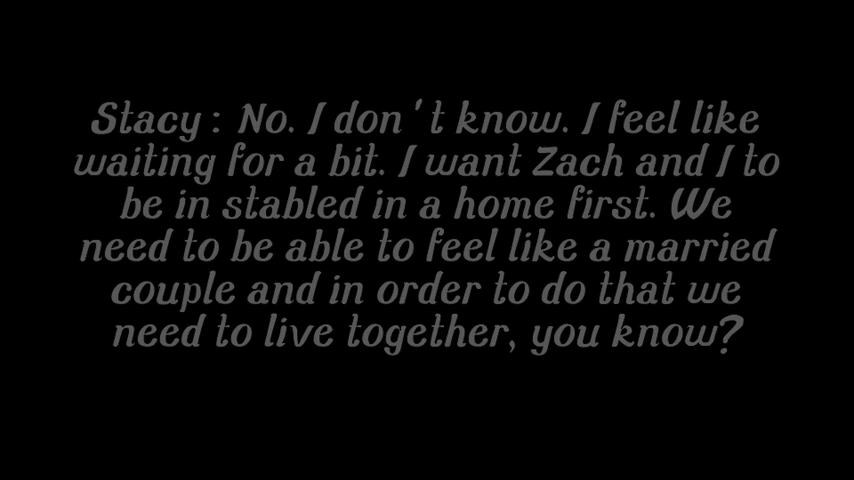 Stacy : No. I don ' t know. I feel like
waiting for a bit. I want Zach and I to
be in stabled in a home first. We
need to be able to feel like a married
couple and in order to do that we
need to live together, you know?